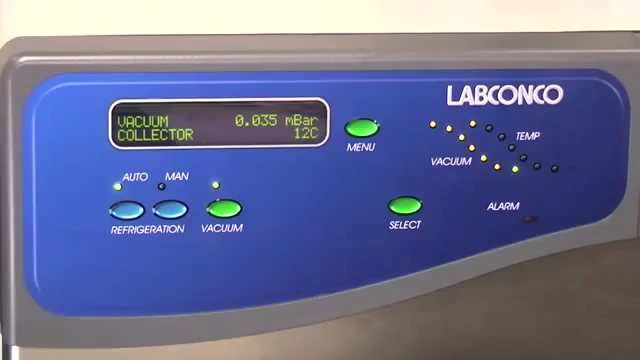 LABCONCO
VACUUM 0.035 mBar
COLLECTOR 12C
MENU
TEMP
VACUUM
AUTO MAN
REFRIGERATION VACUUM
SELECT
ALARM